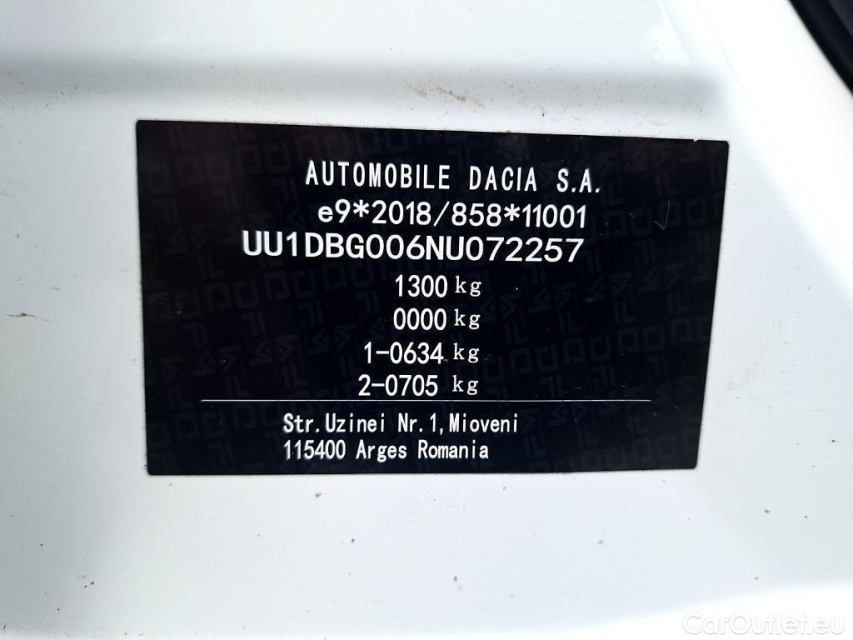 AUTOMOBILE DACIA S.A.
e9*2018/858*11001
UU1DBG006NU072257
1300 kg
0000 kg
1-0634 kg
2-0705 kg
Str.Uzinei Nr.1,Mioveni
115400 Arges Romania
CarOutlet.eu